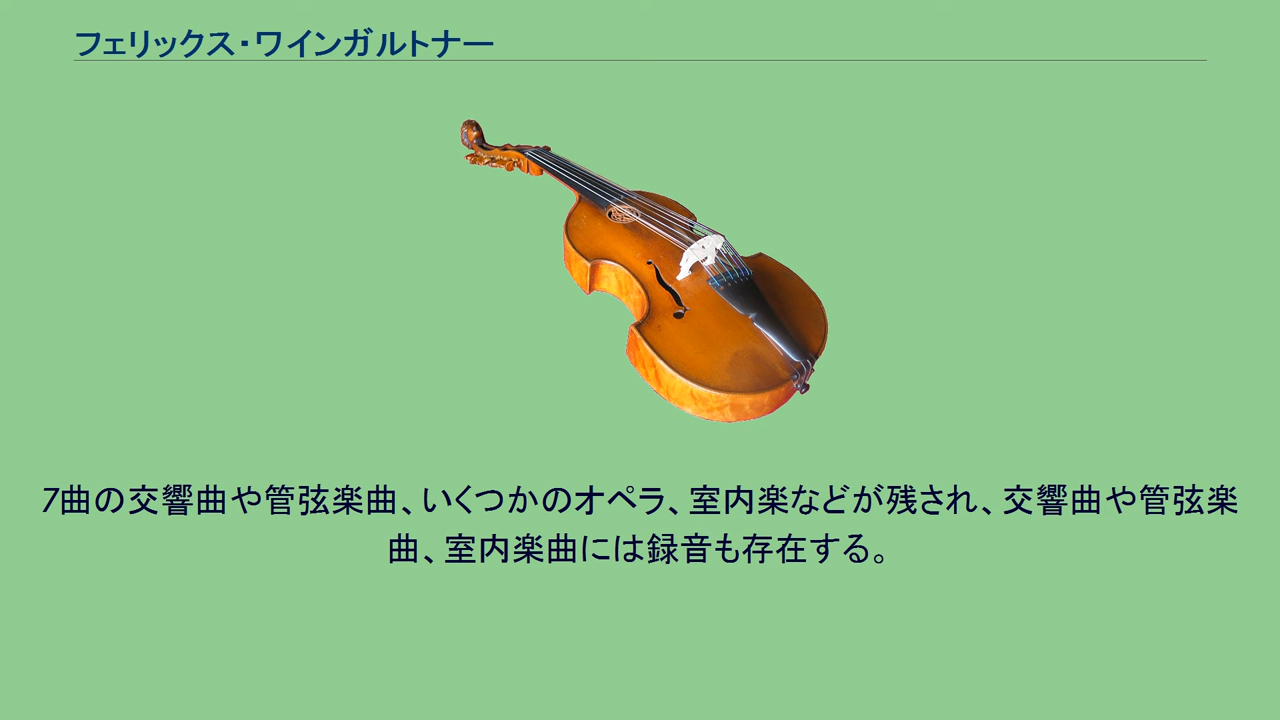 フェリックス・ワインガルトナー
7曲の交響曲や管弦楽曲、いくつかのオペラ、室内楽などが残され、交響曲や管弦楽
曲、室内楽曲には録音も存在する。